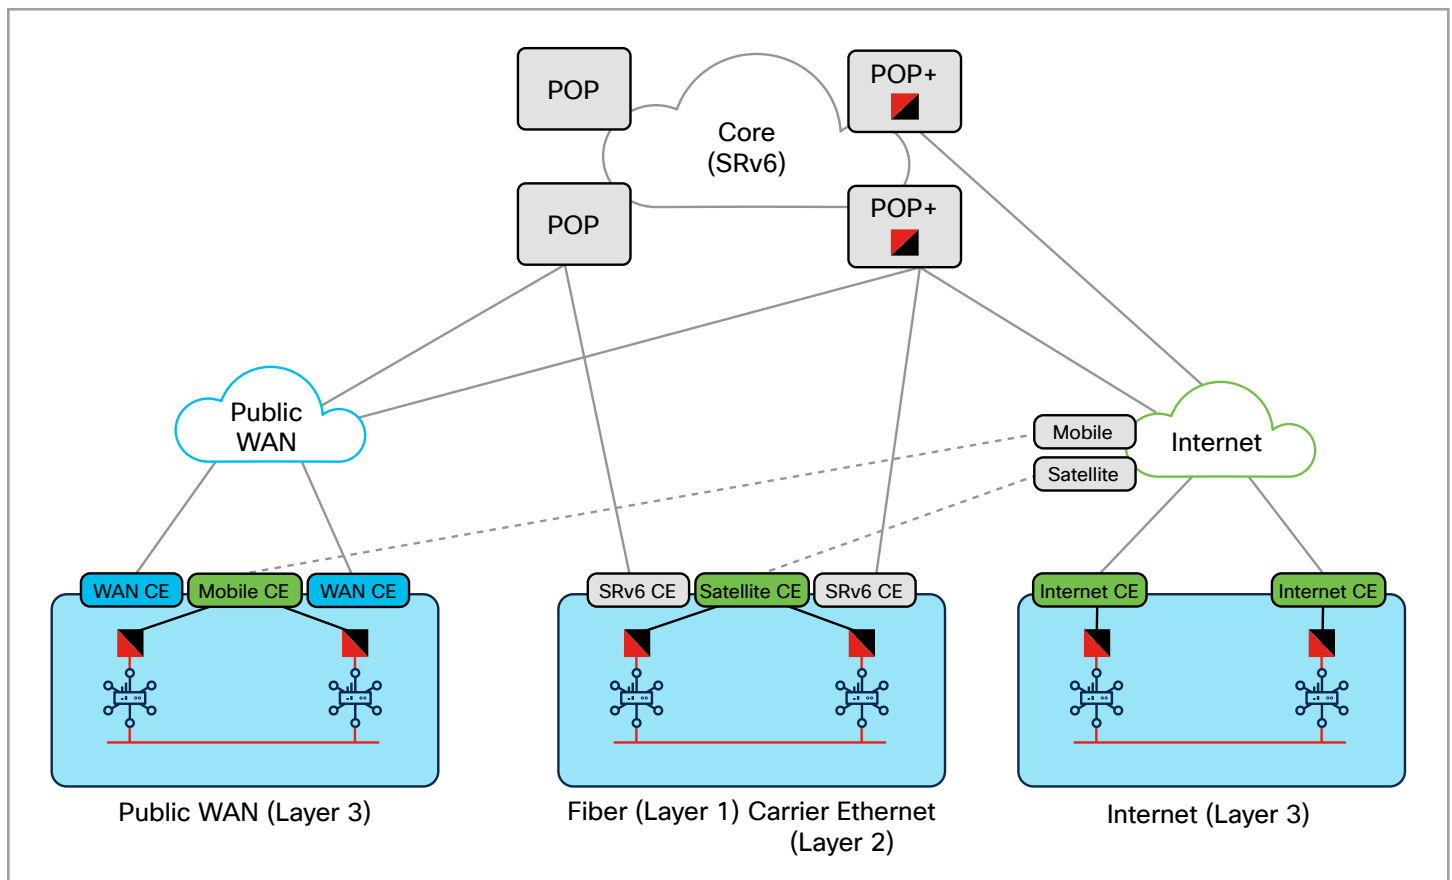 POP
POP+
Core
(SRv6)
POP
POP+
Public
WAN
Mobile
Internet
Satellite
WAN CE
Mobile CE
WAN CE
SRv6 CE
Satellite CE
SRv6 CE
Internet CE
Internet CE
Public WAN (Layer 3)
Fiber (Layer 1) Carrier Ethernet
(Layer 2)
Internet (Layer 3)